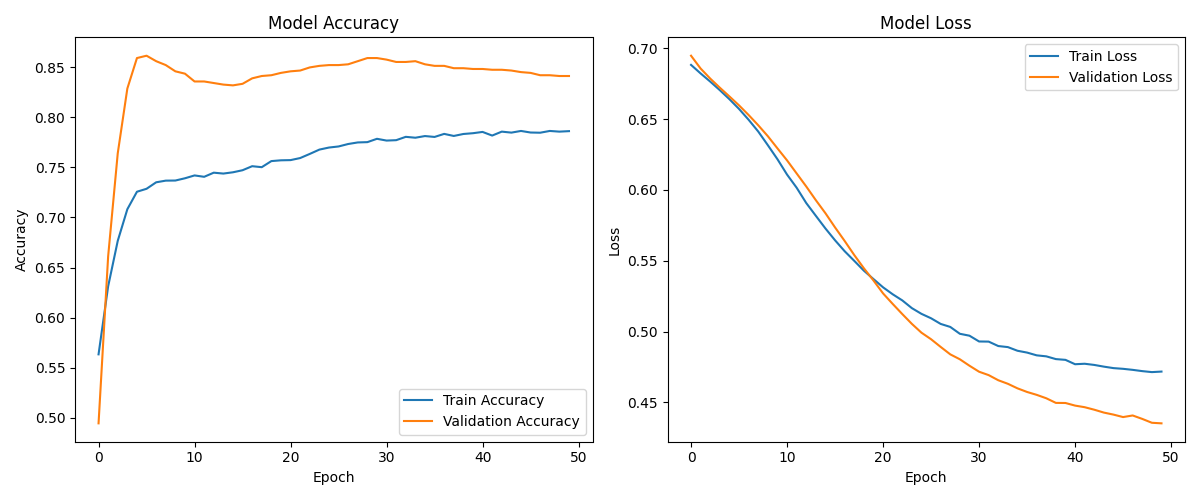 Model Accuracy
Accuracy
0.85
0.80
0.75
0.70
0.65
0.60
0.55
0.50
0 10 20 30 40 50
Epoch
Train Accuracy
Validation Accuracy
Model Loss
Loss
0.70
0.65
0.60
0.55
0.50
0.45
0 10 20 30 40 50
Epoch
Train Loss
Validation Loss